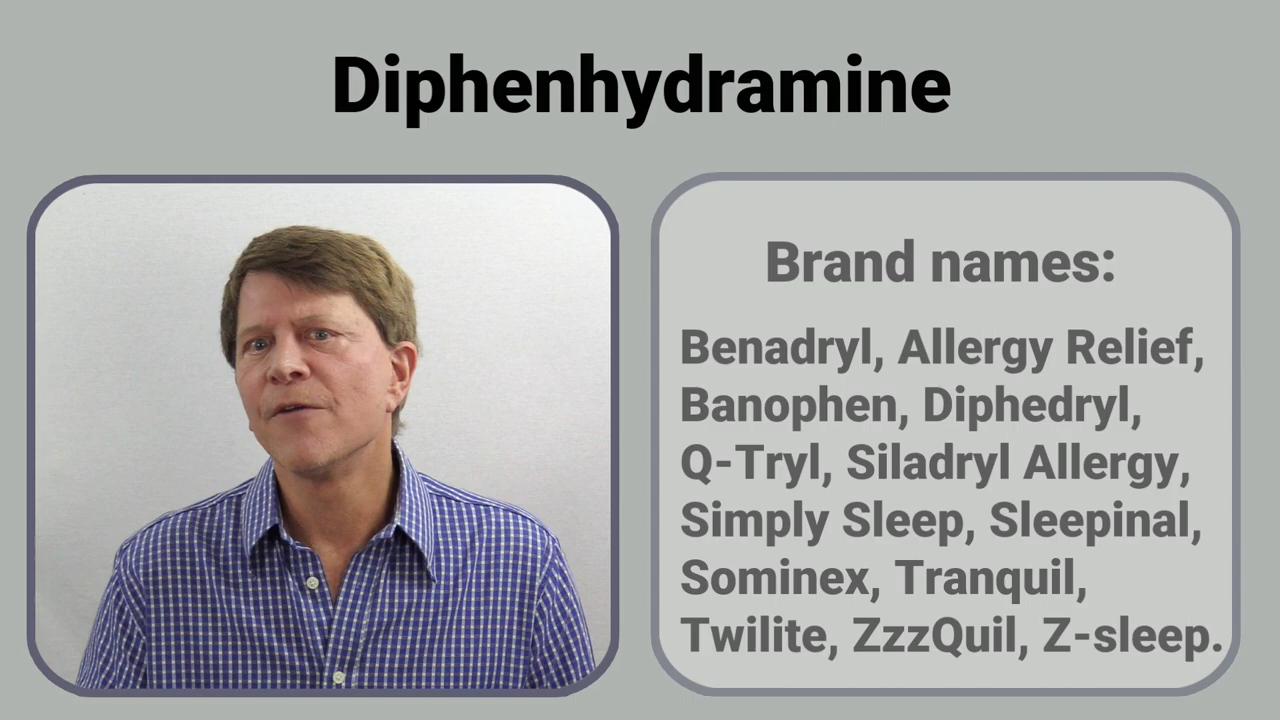 Diphenhydramine
Brand names:
Benadryl, Allergy Relief,
Banophen, Diphedryl,
Q-Tryl, Siladryl Allergy,
Simply Sleep, Sleepinal,
Sominex, Tranquil,
Twilite, ZzzQuil, Z-sleep.